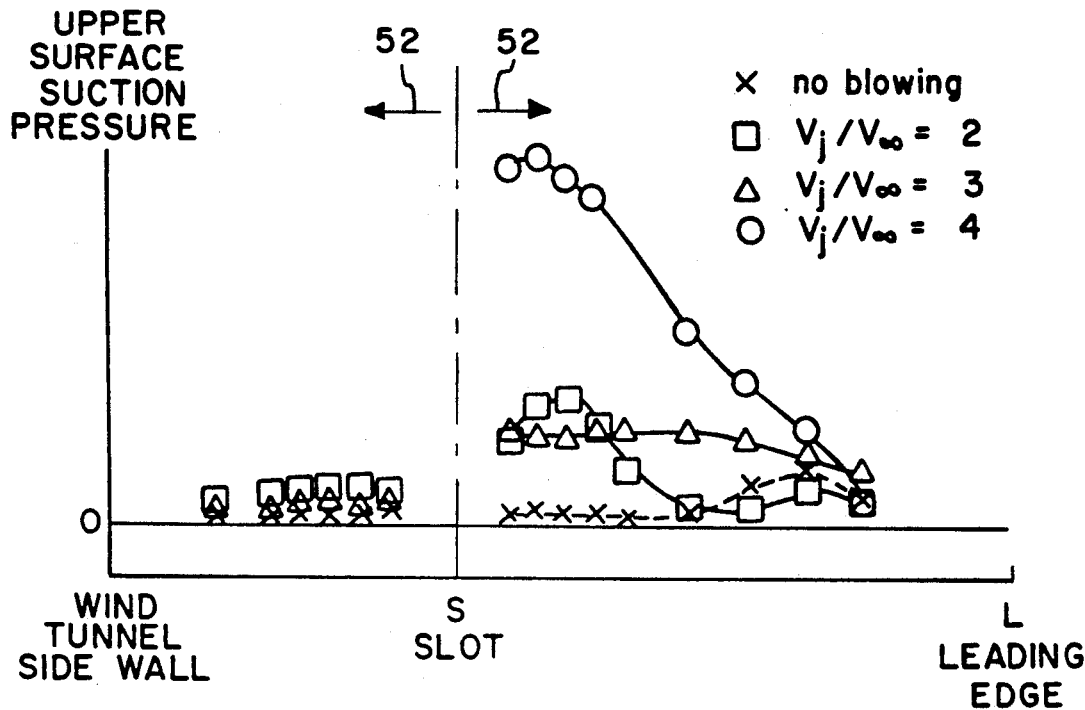 UPPER
SURFACE
SUCTION
PRESSURE
52
52
no blowing
Vj/V∞ = 2
Vj/V∞ = 3
Vj/V∞ = 4
0
WIND
TUNNEL
SIDE WALL
S
SLOT
L
LEADING
EDGE